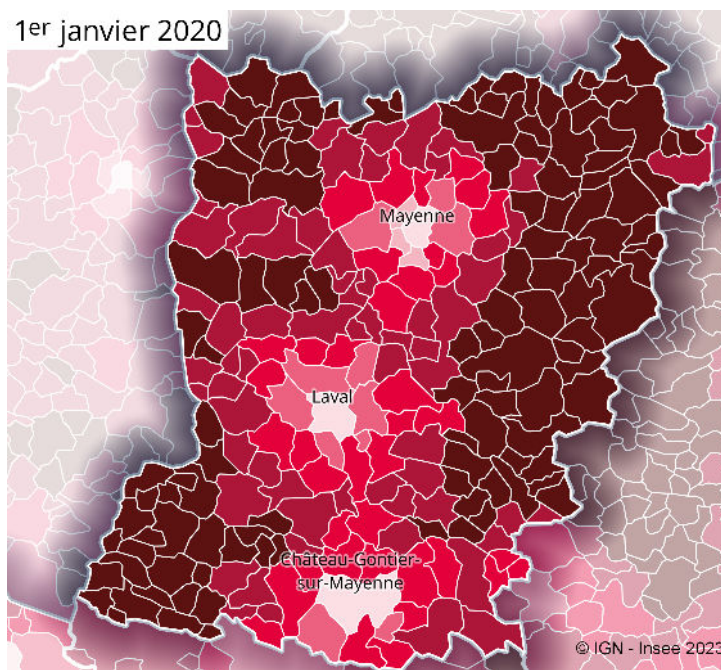 1er janvier 2020
Mayenne
Laval
Château-Gontier-
sur-Mayenne
© IGN - Insee 2023